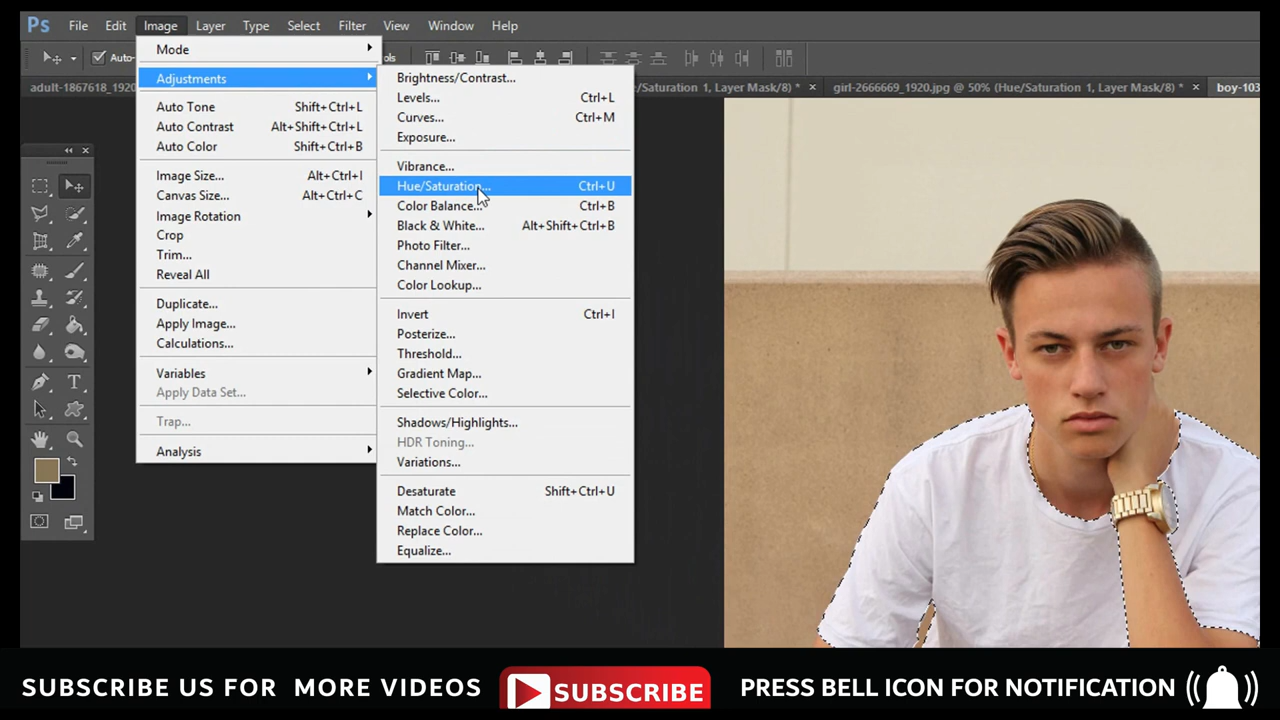 Ps File Edit Image Layer Type Select Filter View Window Help
Auto-
adult-1867618_1920
/Saturation 1, Layer Mask/8) * ×
girl-2666669_1920.jpg @ 50% (Hue/Saturation 1, Layer Mask/8) * ×
boy-103
Mode
Adjustments
Auto Tone Shift+Ctrl+L
Auto Contrast Alt+Shift+Ctrl+L
Auto Color Shift+Ctrl+B
Image Size... Alt+Ctrl+I
Canvas Size... Alt+Ctrl+C
Image Rotation
Crop
Trim...
Reveal All
Duplicate...
Apply Image...
Calculations...
Variables
Apply Data Set...
Trap...
Analysis
Brightness/Contrast...
Levels... Ctrl+L
Curves... Ctrl+M
Exposure...
Vibrance...
Hue/Saturation... Ctrl+U
Color Balance... Ctrl+B
Black & White... Alt+Shift+Ctrl+B
Photo Filter...
Channel Mixer...
Color Lookup...
Invert Ctrl+I
Posterize...
Threshold...
Gradient Map...
Selective Color...
Shadows/Highlights...
HDR Toning...
Variations...
Desaturate Shift+Ctrl+U
Match Color...
Replace Color...
Equalize...
SUBSCRIBE US FOR MORE VIDEOS
SUBSCRIBE
PRESS BELL ICON FOR NOTIFICATION